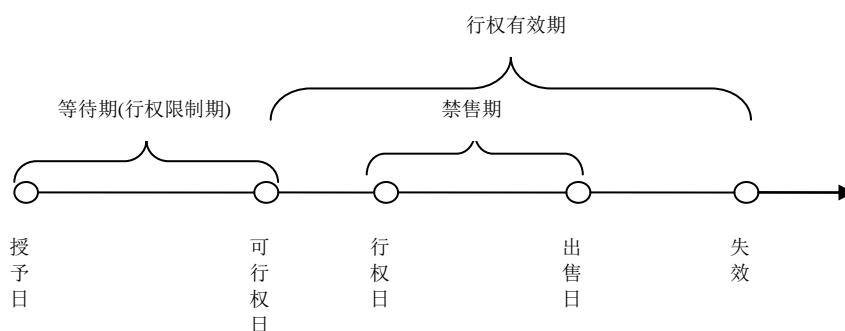 行权有效期
等待期(行权限制期)
禁售期
授予日
可行权日
行权日
出售日
失效